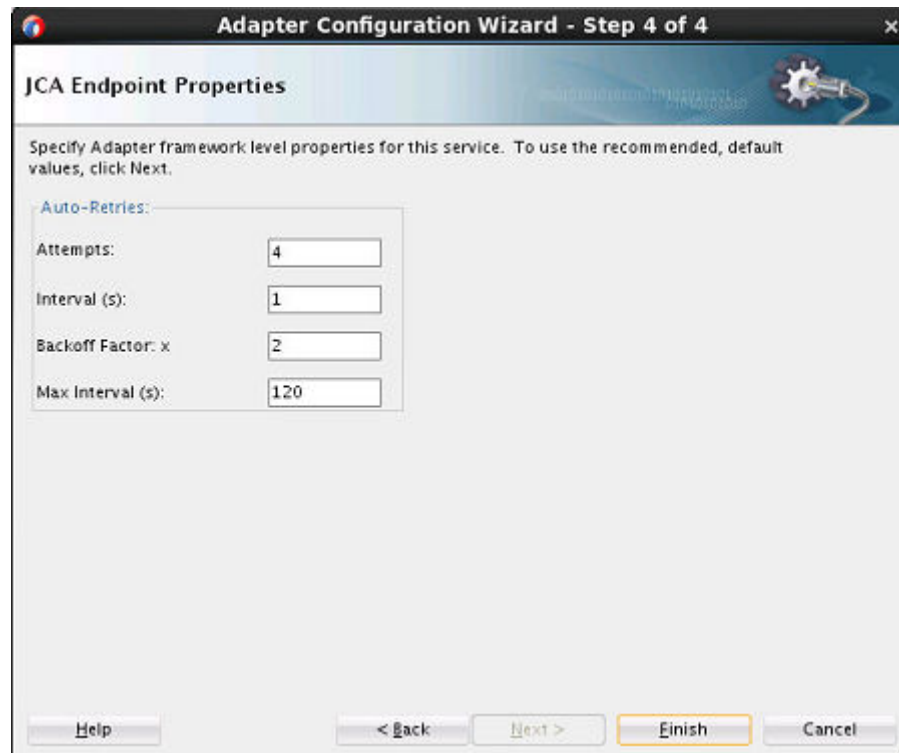 Adapter Configuration Wizard - Step 4 of 4
JCA Endpoint Properties
Specify Adapter framework level properties for this service. To use the recommended, default
values, click Next.
Auto-Retries:
Attempts: 4
Interval (s): 1
Backoff Factor: x 2
Max Interval (s): 120
Help < Back Next > Finish Cancel